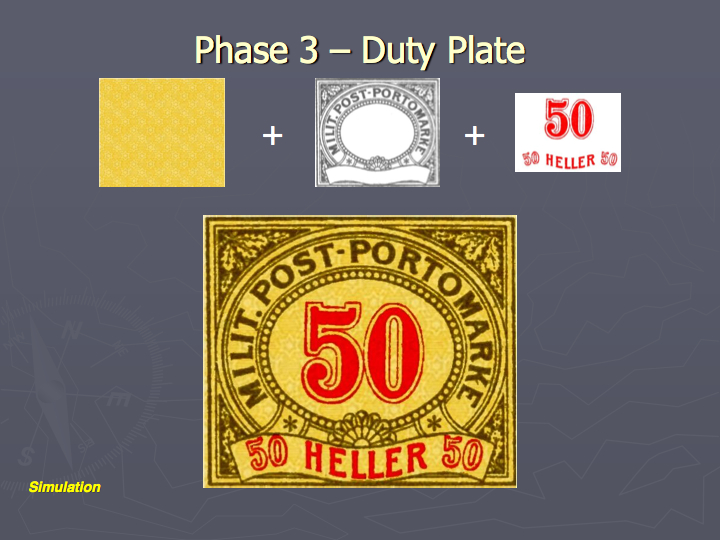 Phase 3 – Duty Plate
+
+
MILIT. POST-PORTOMARKE
50
50 HELLER 50
MILIT. POST-PORTOMARKE
50
50 HELLER 50
N
m
S
Simulation